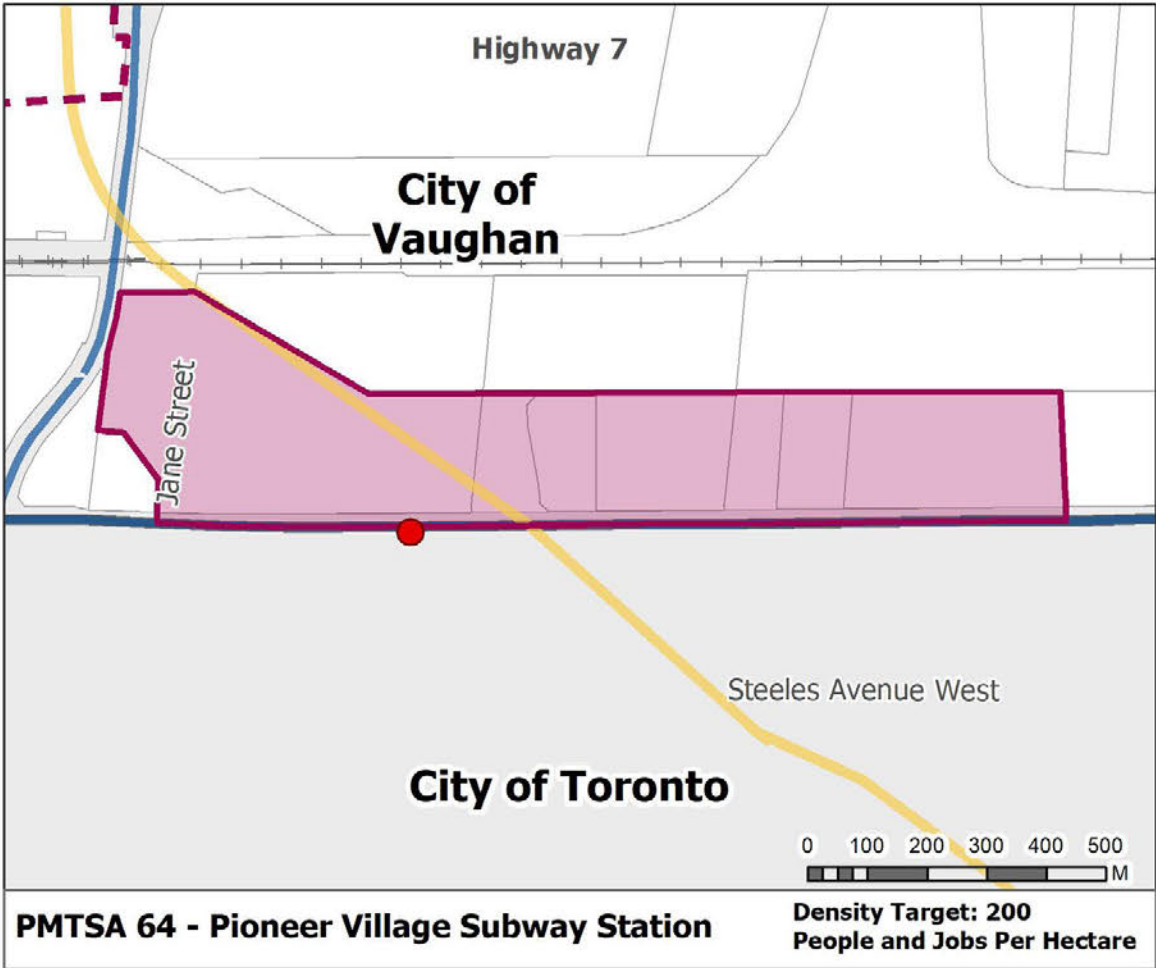 Highway 7
City of
Vaughan
Jane Street
Steeles Avenue West
City of Toronto
0 100 200 300 400 500
M
PMTSA 64 - Pioneer Village Subway Station
Density Target: 200
People and Jobs Per Hectare